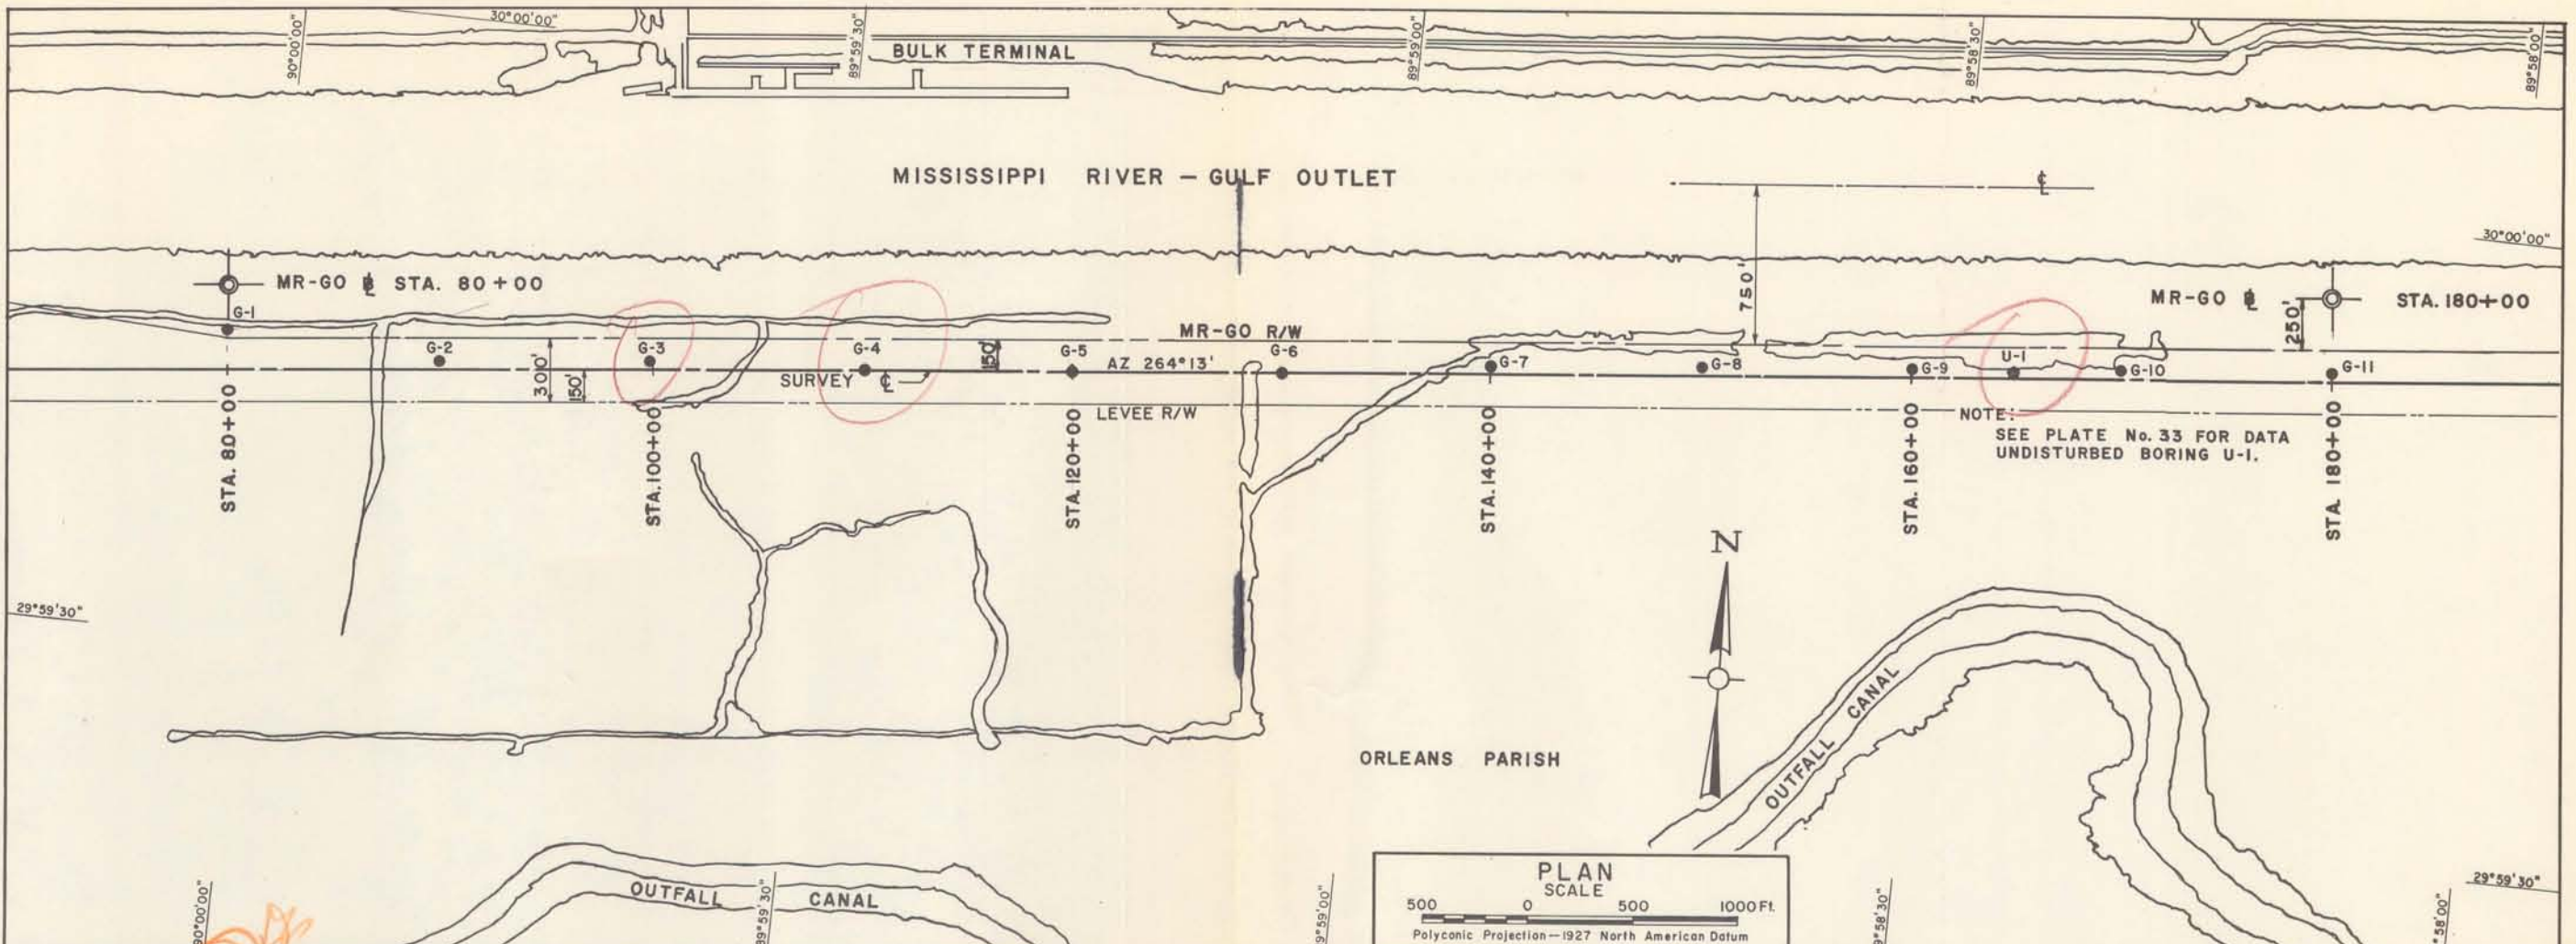 30°00'00"
90°00'00"
89°59'30"
89°59'00"
89°58'30"
89°58'00"
BULK TERMINAL
MISSISSIPPI RIVER – GULF OUTLET
℄
30°00'00"
750'
MR-GO ℄ STA. 80+00
MR-GO ℄ STA. 180+00
250'
G-1
MR-GO R/W
G-2
G-3
G-4
G-5
G-6
G-7
G-8
G-9
U-1
G-10
G-11
300'
150'
150'
SURVEY ℄
AZ 264°13'
LEVEE R/W
NOTE:
SEE PLATE No. 33 FOR DATA
UNDISTURBED BORING U-1.
STA. 80+00
STA. 100+00
STA. 120+00
STA. 140+00
STA. 160+00
STA. 180+00
N
29°59'30"
OUTFALL CANAL
ORLEANS PARISH
OUTFALL CANAL
PLAN
SCALE
500 0 500 1000 Ft.
Polyconic Projection — 1927 North American Datum
29°59'30"
90°00'00"
89°59'30"
9°59'00"
9°58'30"
9°58'00"